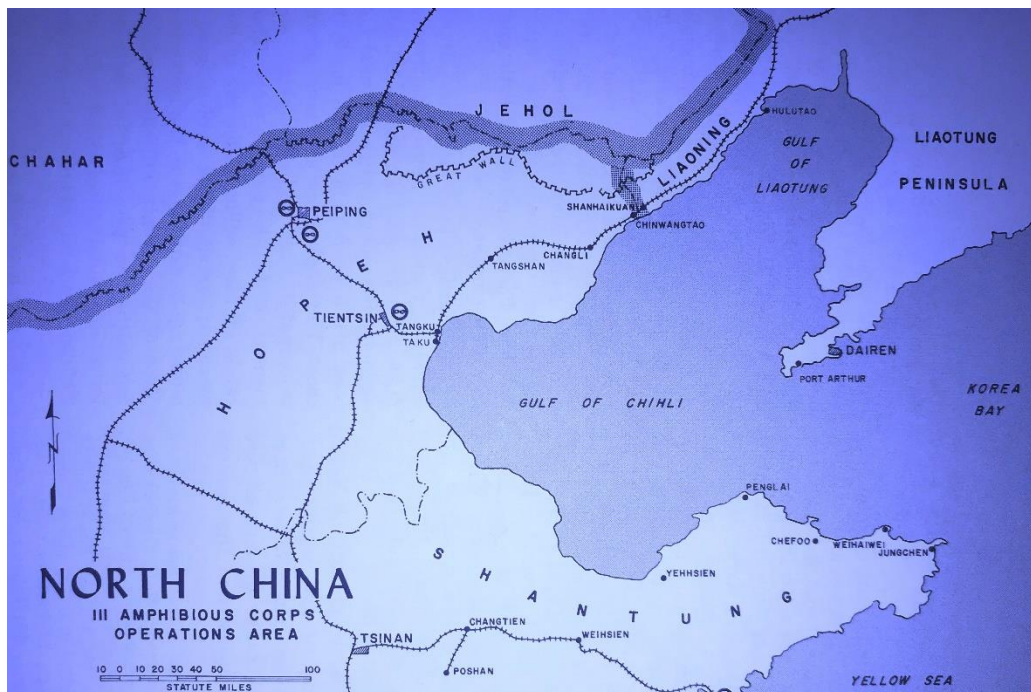 JEHOL
CHAHAR
HULUTAO
GULF
OF
LIAOTUNG
LIAOTUNG
PENINSULA
LIAONING
GREAT WALL
SHANHAIKUAN
CHINWANGTAO
PEIPING
CHANGLI
TANGSHAN
HOPEH
TIENTSIN
TANGKU
TAKU
DAIREN
PORT ARTHUR
GULF OF CHIHLI
KOREA
BAY
N
PENGLAI
CHEFOO
WEIHAIWEI
JUNGCHEN
YEHHSIEN
SHANTUNG
NORTH CHINA
III AMPHIBIOUS CORPS
OPERATIONS AREA
TSINAN
CHANGTIEN
WEIHSIEN
POSHAN
10 0 10 20 30 40 50 100
STATUTE MILES
YELLOW SEA